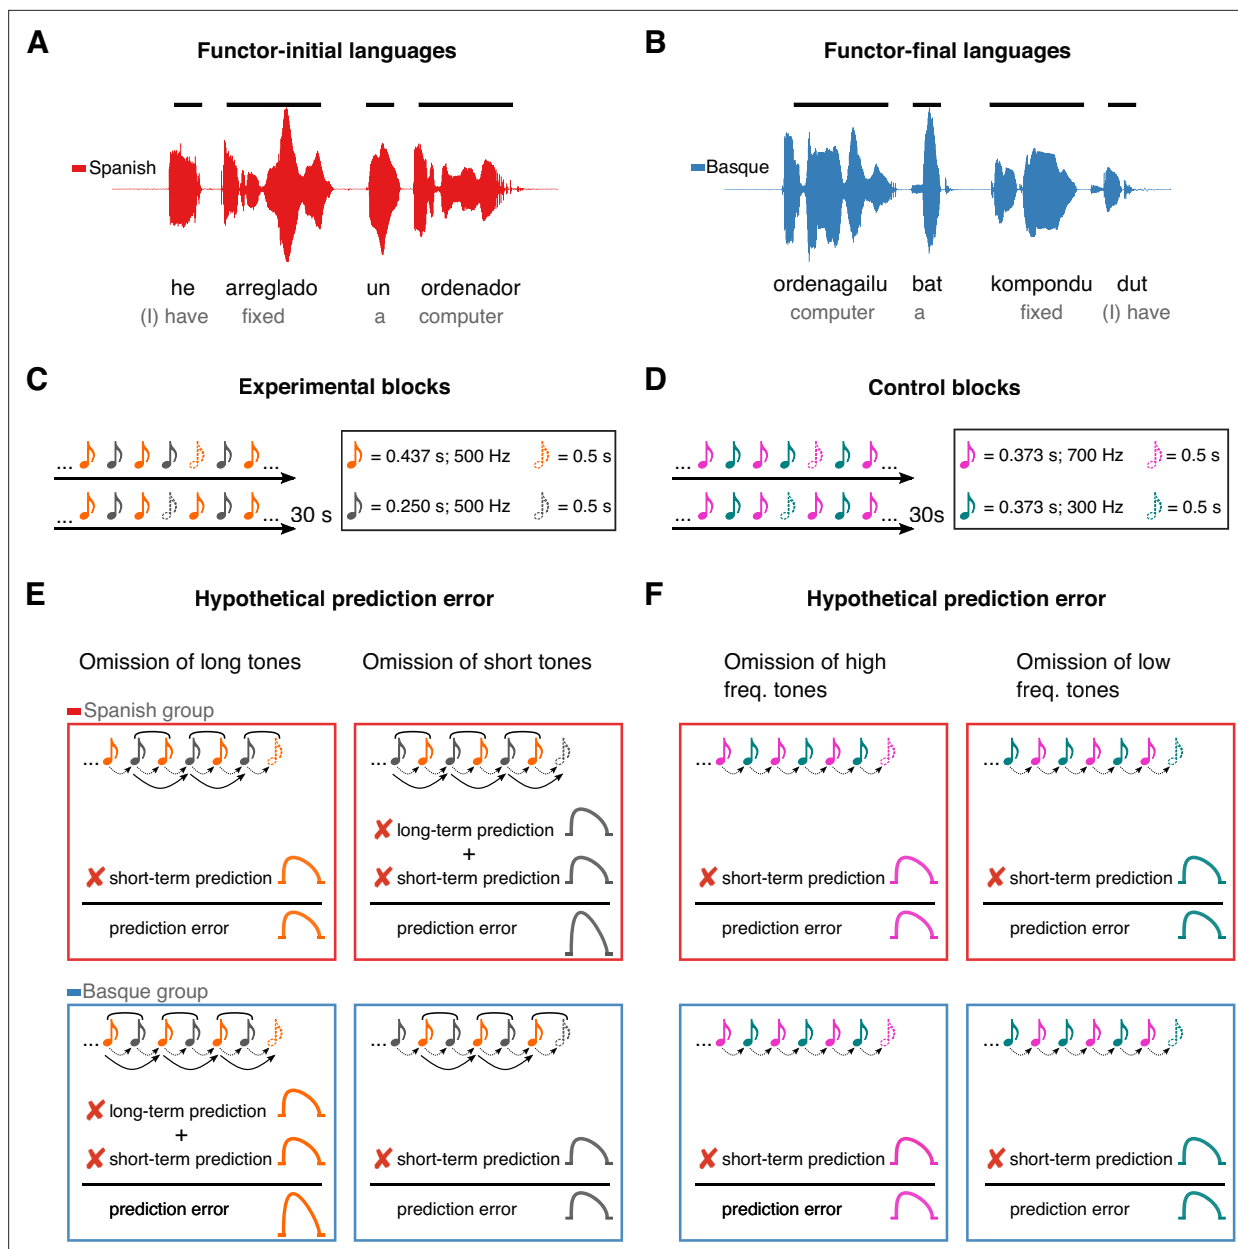 A
Functor-initial languages
Spanish
he arreglado un ordenador
(I) have fixed a computer
B
Functor-final languages
Basque
ordenagailu bat kompondu dut
computer a fixed (I) have
C
Experimental blocks
... ...
... ... 30 s
= 0.437 s; 500 Hz = 0.5 s
= 0.250 s; 500 Hz = 0.5 s
D
Control blocks
... ...
... ... 30s
= 0.373 s; 700 Hz = 0.5 s
= 0.373 s; 300 Hz = 0.5 s
E
Hypothetical prediction error
Omission of long tones
Omission of short tones
Spanish group
...
✘ short-term prediction
prediction error
...
✘ long-term prediction
+
✘ short-term prediction
prediction error
Basque group
...
✘ long-term prediction
+
✘ short-term prediction
prediction error
...
✘ short-term prediction
prediction error
F
Hypothetical prediction error
Omission of high
freq. tones
Omission of low
freq. tones
...
✘ short-term prediction
prediction error
...
✘ short-term prediction
prediction error
...
✘ short-term prediction
prediction error
...
✘ short-term prediction
prediction error